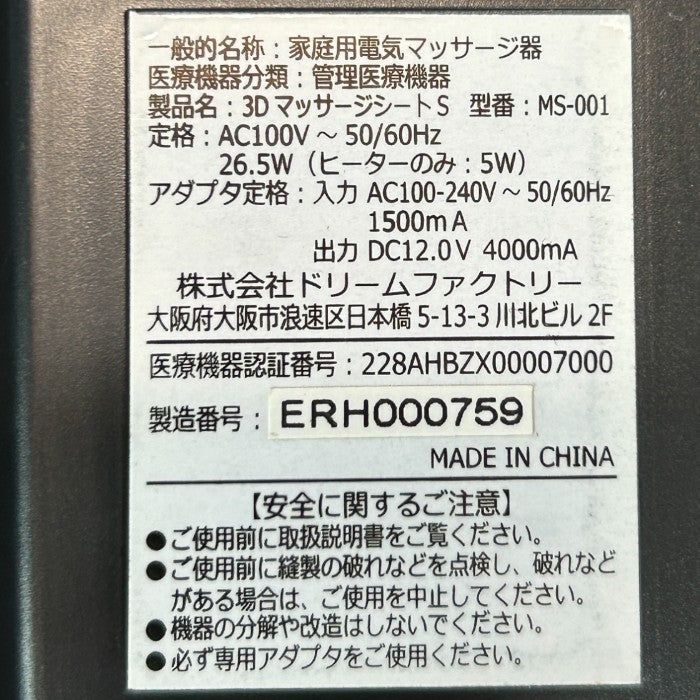 一般的名称：家庭用電気マッサージ器
医療機器分類：管理医療機器
製品名：3DマッサージシートS 型番：MS-001
定格：AC100V～50/60Hz
26.5W（ヒーターのみ：5W）
アダプタ定格：入力 AC100-240V～50/60Hz
1500mA
出力 DC12.0V 4000mA
株式会社ドリームファクトリー
大阪府大阪市浪速区日本橋5-13-3川北ビル2F
医療機器認証番号：228AHBZX00007000
製造番号：ERH000759
MADE IN CHINA
【安全に関するご注意】
●ご使用前に取扱説明書をご覧ください。
●ご使用前に縫製の破れなどを点検し、破れなど
がある場合は、ご使用を中止してください。
●機器の分解や改造はしないでください。
●必ず専用アダプタをご使用ください。